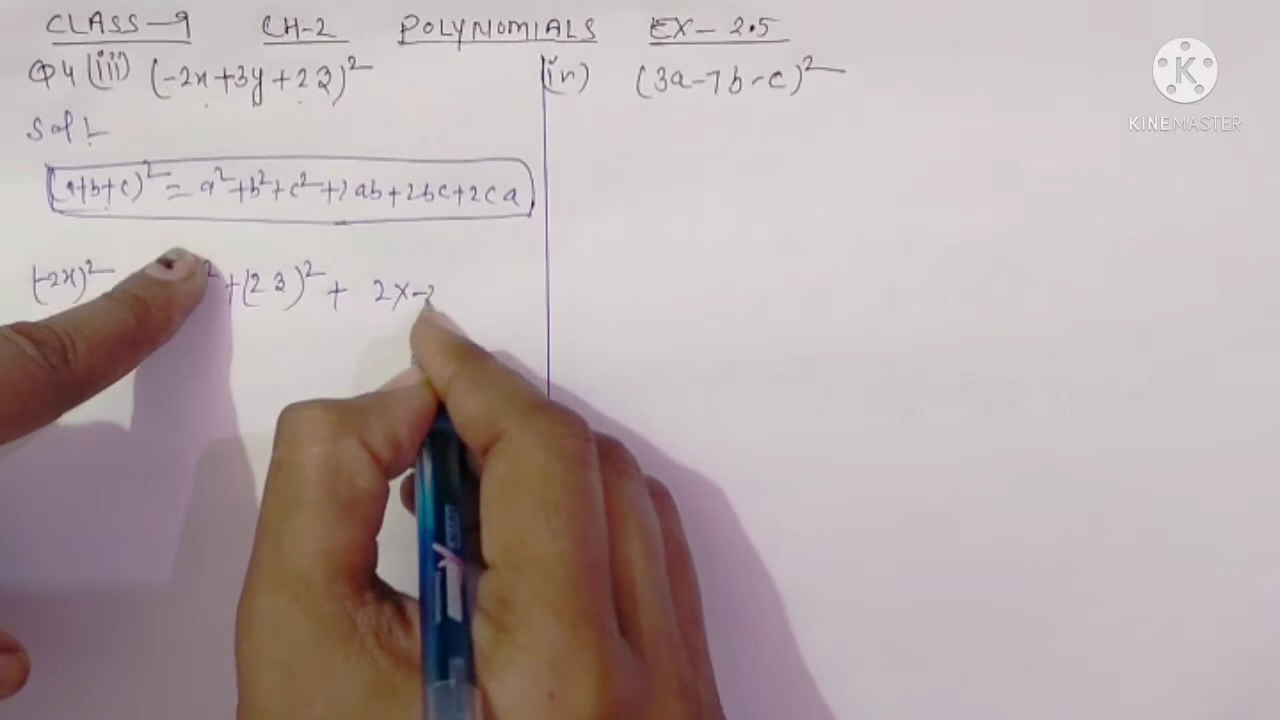 CLASS-9 CH-2 POLYNOMIALS EX-2.5
Q4 (iii) (-2x+3y+2z)²
Sol:
(a+b+c)² = a²+b²+c²+2ab+2bc+2ca
(-2x)² ² + (2z)² + 2x-2
(iv) (3a-7b-c)²
K
KINEMASTER